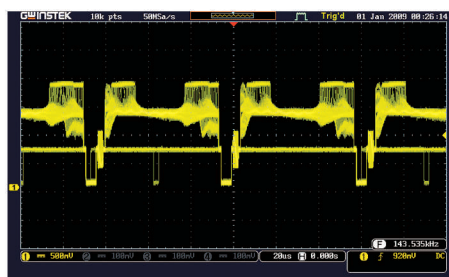 GWINSTEK 10k pts 50MSa/s Trig'd 01 Jan 2009 00:26:14
1
F 143.535kHz
1 500mV 2 100mV 3 100mV 4 100mV 20us H 0.000s 1 920mV DC